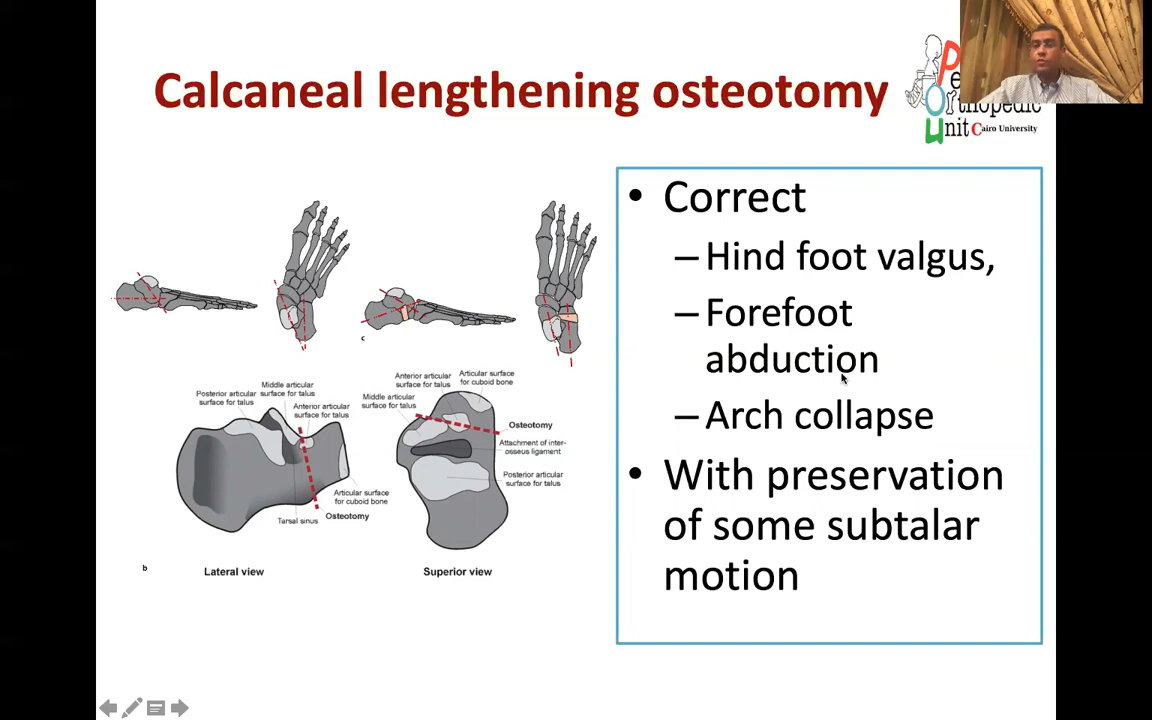 Calcaneal lengthening osteotomy
Orthopedic
Unit Cairo University
• Correct
– Hind foot valgus,
– Forefoot
abduction
– Arch collapse
• With preservation
of some subtalar
motion
c
Posterior articular
surface for talus
Middle articular
surface for talus
Anterior articular
surface for talus
Articular surface
for cuboid bone
Osteotomy
Tarsal sinus
b
Lateral view
Anterior articular
surface for talus
Articular surface
for cuboid bone
Middle articular
surface for talus
Osteotomy
Attachment of inter-
osseus ligament
Posterior articular
surface for talus
Superior view